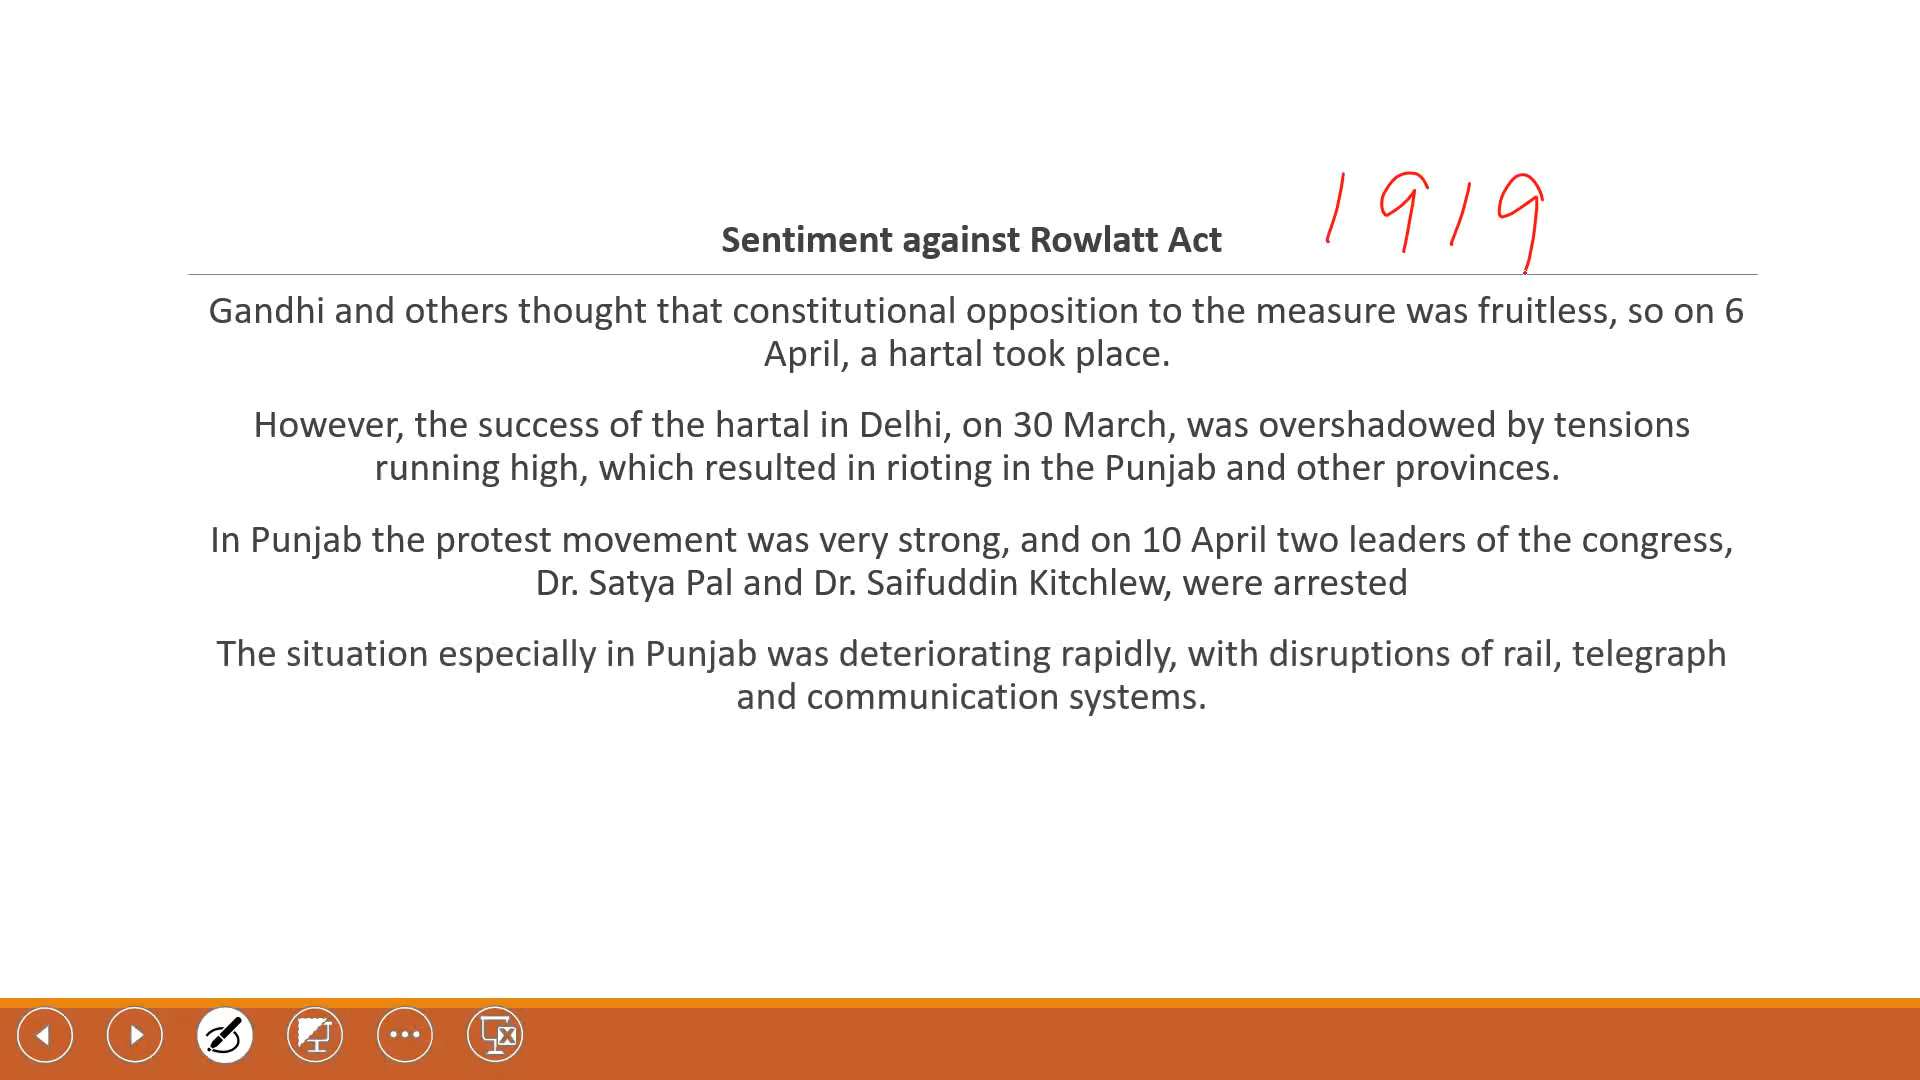 1919
Sentiment against Rowlatt Act
Gandhi and others thought that constitutional opposition to the measure was fruitless, so on 6
April, a hartal took place.
However, the success of the hartal in Delhi, on 30 March, was overshadowed by tensions
running high, which resulted in rioting in the Punjab and other provinces.
In Punjab the protest movement was very strong, and on 10 April two leaders of the congress,
Dr. Satya Pal and Dr. Saifuddin Kitchlew, were arrested
The situation especially in Punjab was deteriorating rapidly, with disruptions of rail, telegraph
and communication systems.